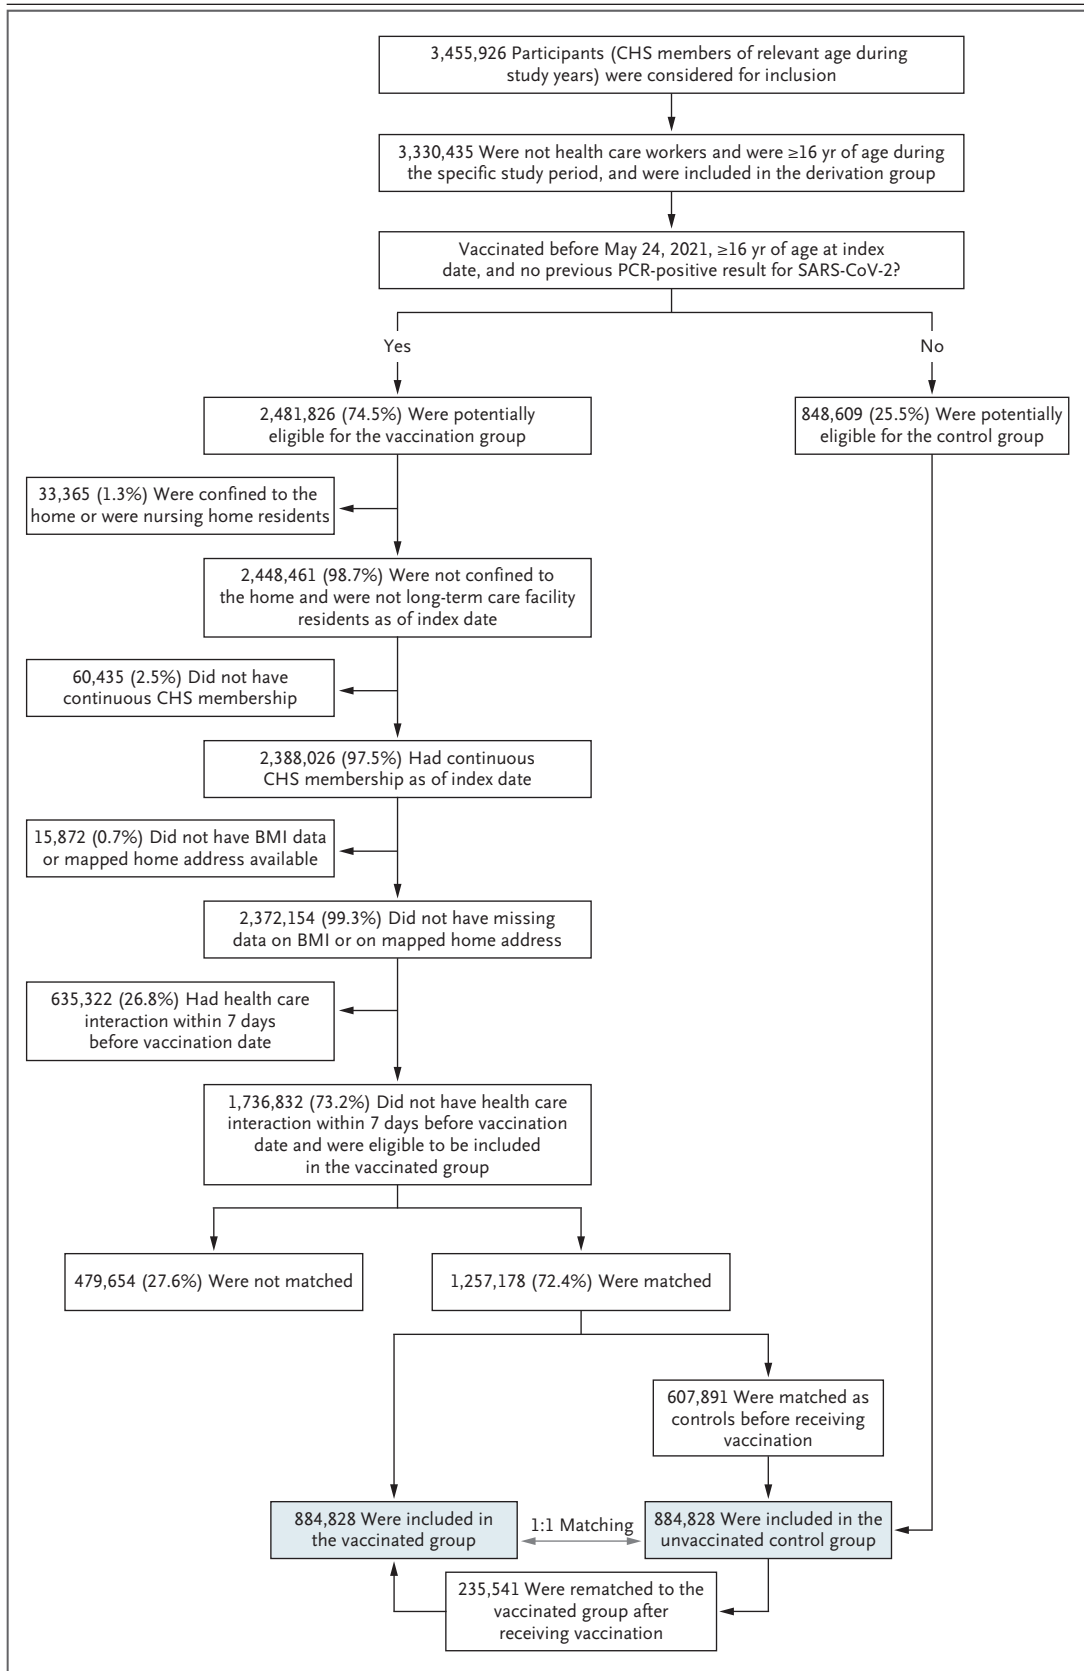 3,455,926 Participants (CHS members of relevant age during
study years) were considered for inclusion
3,330,435 Were not health care workers and were ≥16 yr of age during
the specific study period, and were included in the derivation group
Vaccinated before May 24, 2021, ≥16 yr of age at index
date, and no previous PCR-positive result for SARS-CoV-2?
Yes
No
2,481,826 (74.5%) Were potentially
eligible for the vaccination group
848,609 (25.5%) Were potentially
eligible for the control group
33,365 (1.3%) Were confined to the
home or were nursing home residents
2,448,461 (98.7%) Were not confined to
the home and were not long-term care facility
residents as of index date
60,435 (2.5%) Did not have
continuous CHS membership
2,388,026 (97.5%) Had continuous
CHS membership as of index date
15,872 (0.7%) Did not have BMI data
or mapped home address available
2,372,154 (99.3%) Did not have missing
data on BMI or on mapped home address
635,322 (26.8%) Had health care
interaction within 7 days
before vaccination date
1,736,832 (73.2%) Did not have health care
interaction within 7 days before vaccination
date and were eligible to be included
in the vaccinated group
479,654 (27.6%) Were not matched
1,257,178 (72.4%) Were matched
607,891 Were matched as
controls before receiving
vaccination
884,828 Were included in
the vaccinated group
1:1 Matching
884,828 Were included in the
unvaccinated control group
235,541 Were rematched to the
vaccinated group after
receiving vaccination